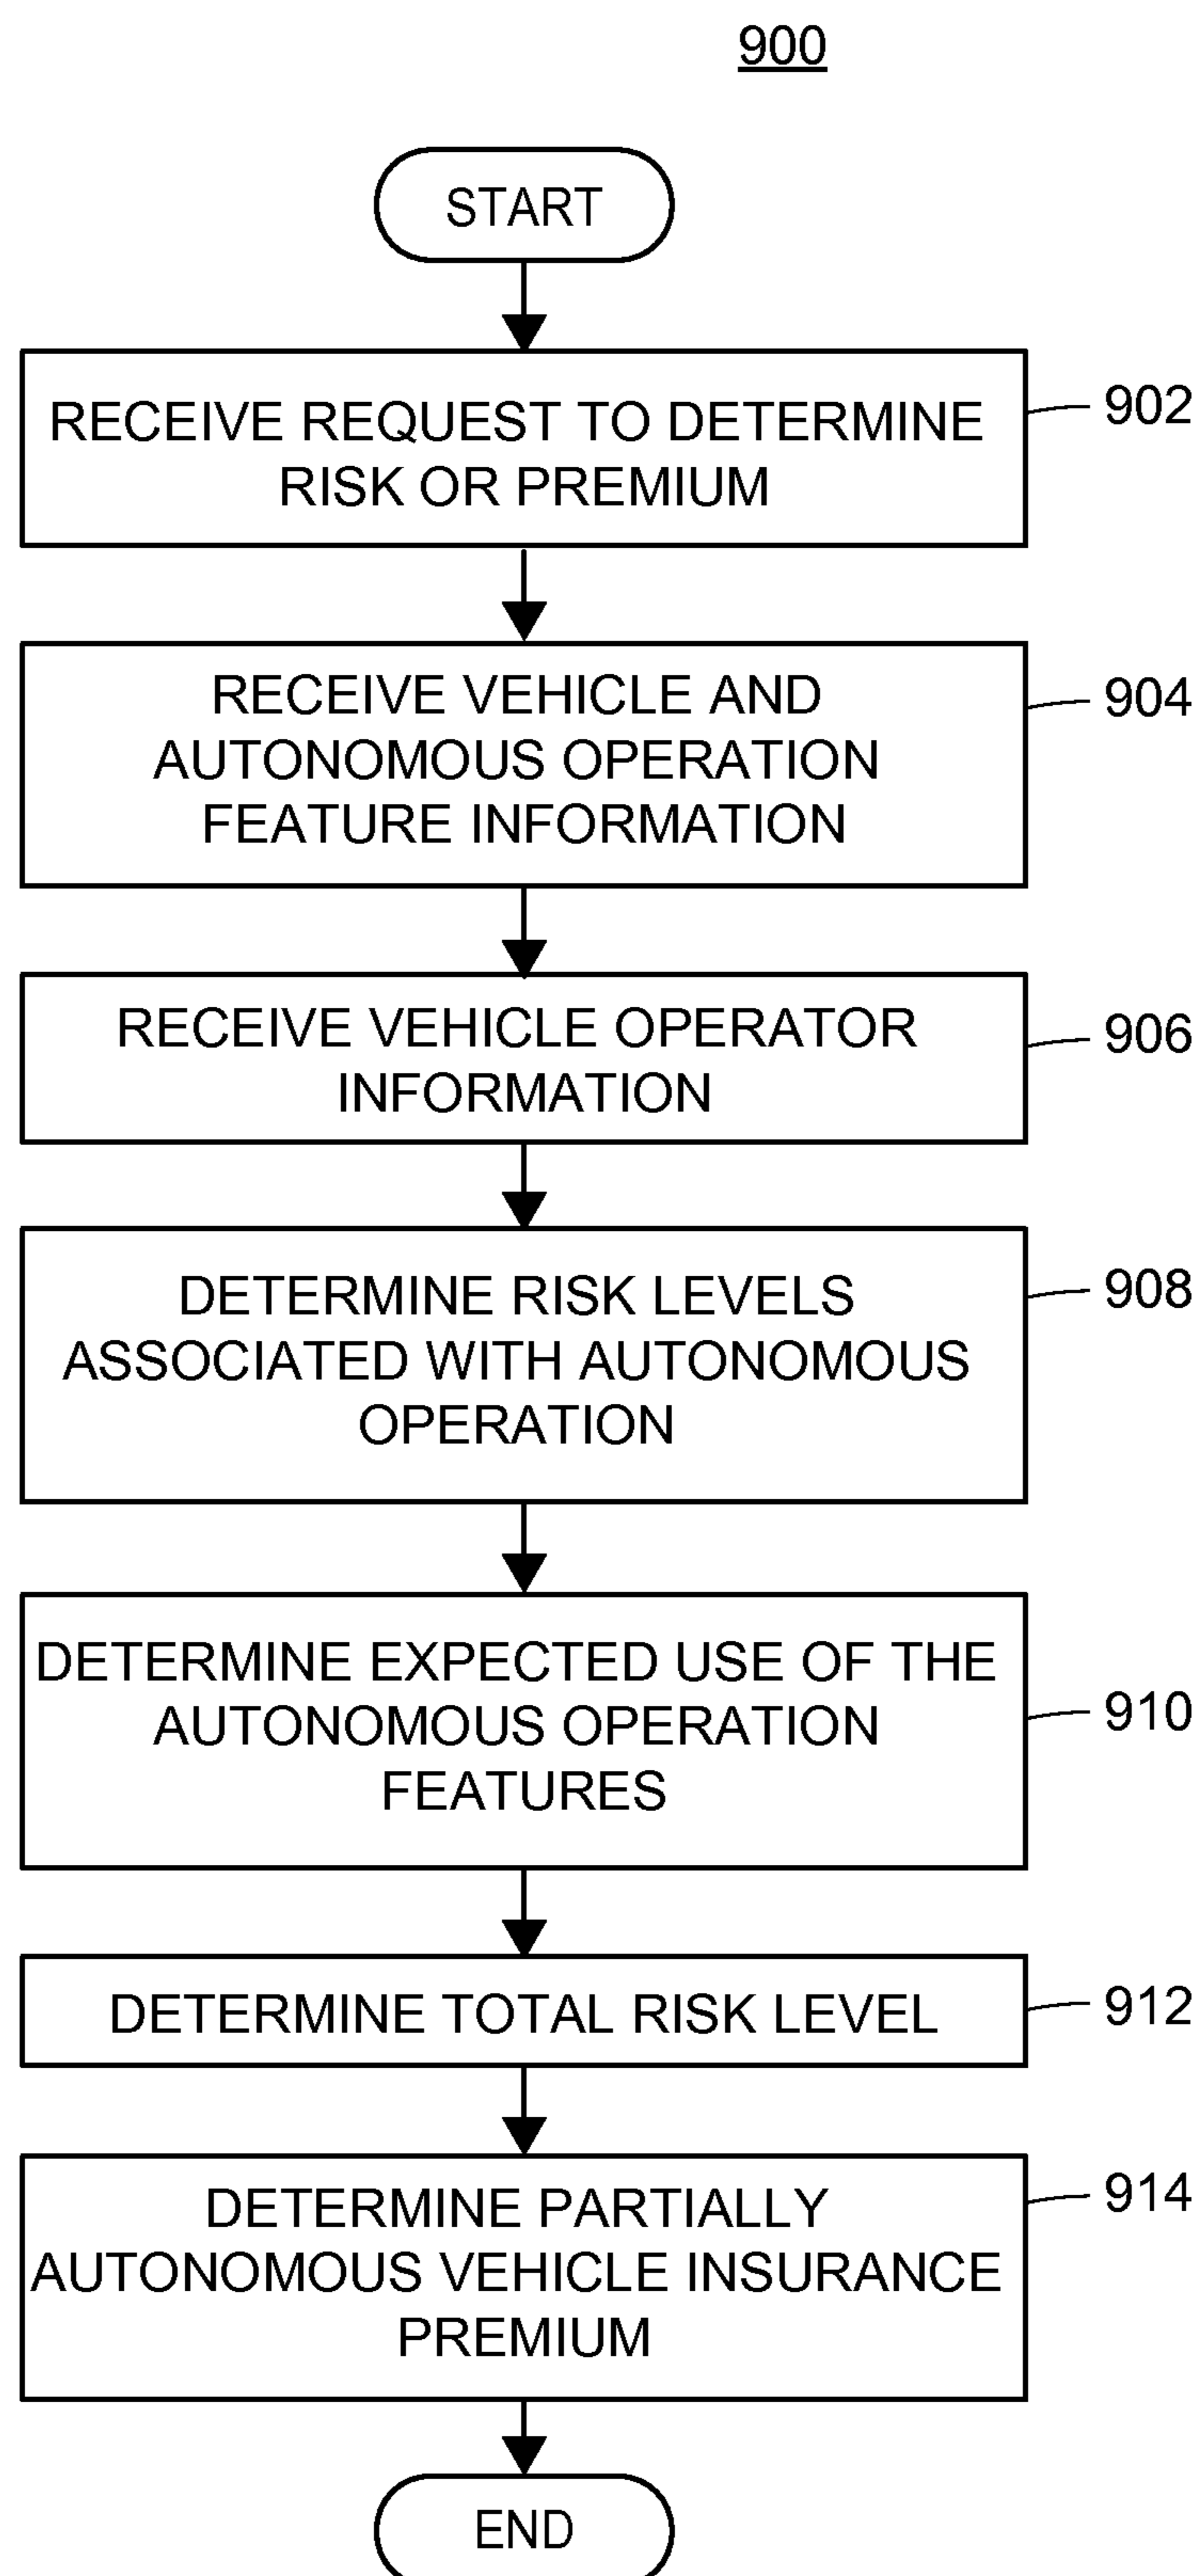 900
START
RECEIVE REQUEST TO DETERMINE
RISK OR PREMIUM
902
RECEIVE VEHICLE AND
AUTONOMOUS OPERATION
FEATURE INFORMATION
904
RECEIVE VEHICLE OPERATOR
INFORMATION
906
DETERMINE RISK LEVELS
ASSOCIATED WITH AUTONOMOUS
OPERATION
908
DETERMINE EXPECTED USE OF THE
AUTONOMOUS OPERATION
FEATURES
910
DETERMINE TOTAL RISK LEVEL
912
DETERMINE PARTIALLY
AUTONOMOUS VEHICLE INSURANCE
PREMIUM
914
END